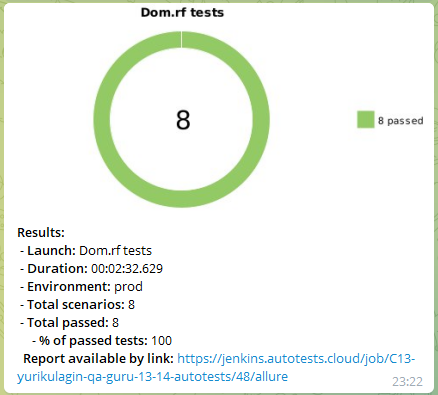 Dom.rf tests
8
8 passed
Results:
- Launch: Dom.rf tests
- Duration: 00:02:32.629
- Environment: prod
- Total scenarios: 8
- Total passed: 8
- % of passed tests: 100
Report available by link: https://jenkins.autotests.cloud/job/C13-
yurikulagin-qa-guru-13-14-autotests/48/allure
23:22